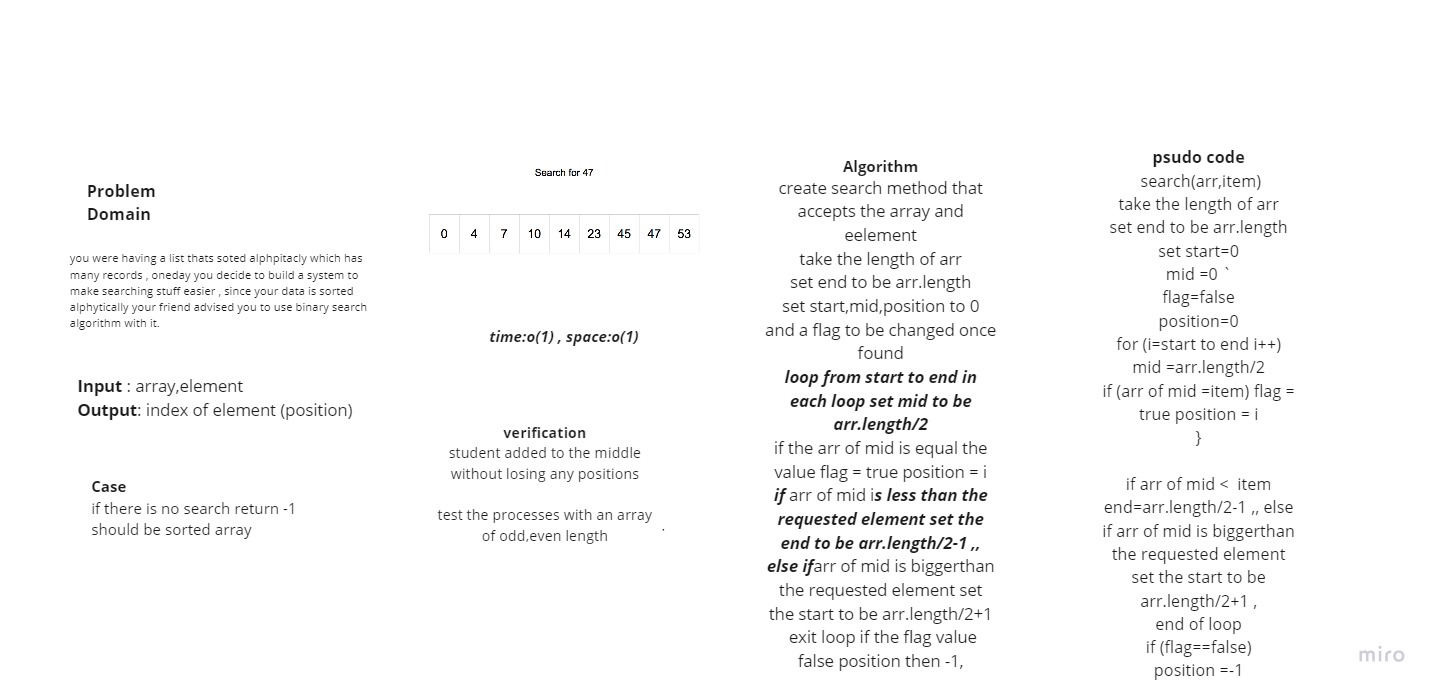 Problem
Domain
you were having a list thats soted alphpitacly which has
many records , oneday you decide to build a system to
make searching stuff easier , since your data is sorted
alphytically your friend advised you to use binary search
algorithm with it.
Input : array,element
Output: index of element (position)
Case
if there is no search return -1
should be sorted array
Search for 47
0 4 7 10 14 23 45 47 53
time:o(1) , space:o(1)
verification
student added to the middle
without losing any positions
test the processes with an array
of odd,even length
.
Algorithm
create search method that
accepts the array and
eelement
take the length of arr
set end to be arr.length
set start,mid,position to 0
and a flag to be changed once
found
loop from start to end in
each loop set mid to be
arr.length/2
if the arr of mid is equal the
value flag = true position = i
if arr of mid is less than the
requested element set the
end to be arr.length/2-1 ,,
else ifarr of mid is biggerthan
the requested element set
the start to be arr.length/2+1
exit loop if the flag value
false position then -1,
psudo code
search(arr,item)
take the length of arr
set end to be arr.length
set start=0
mid =0 `
flag=false
position=0
for (i=start to end i++)
mid =arr.length/2
if (arr of mid =item) flag =
true position = i
}
if arr of mid < item
end=arr.length/2-1 ,, else
if arr of mid is biggerthan
the requested element
set the start to be
arr.length/2+1 ,
end of loop
if (flag==false)
position =-1
miro